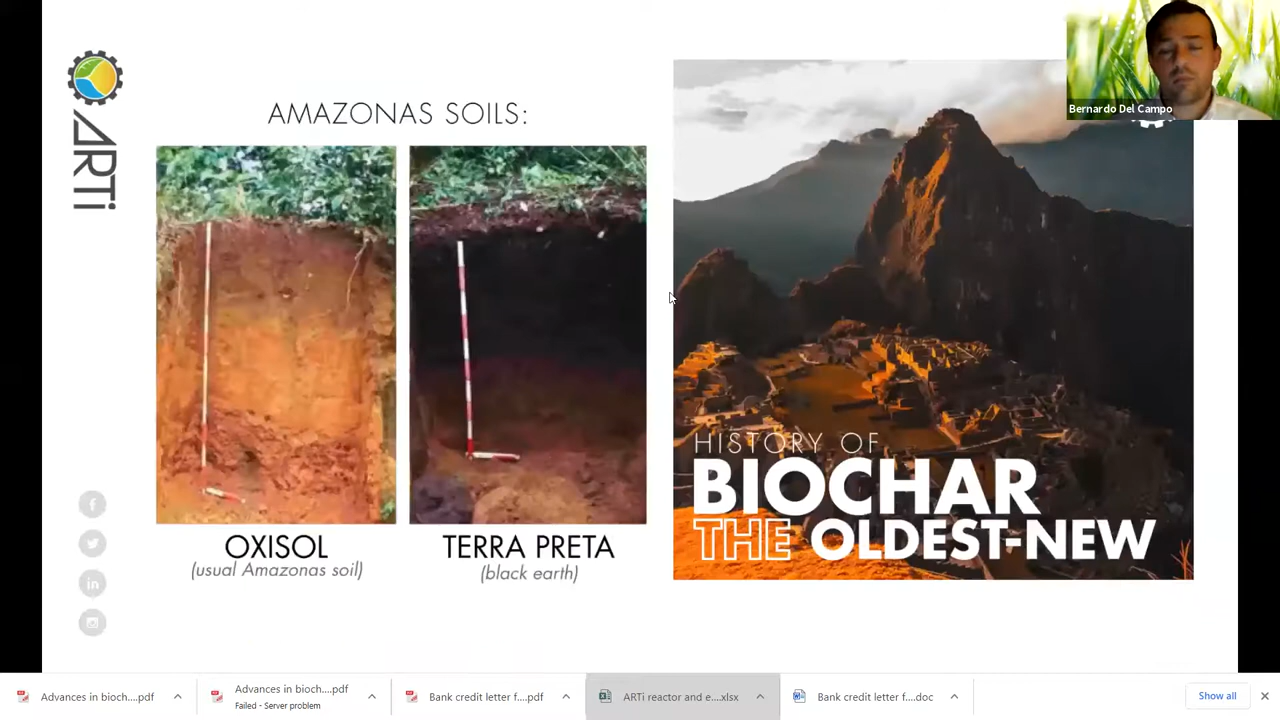 ARTi
AMAZONAS SOILS:
OXISOL
(usual Amazonas soil)
TERRA PRETA
(black earth)
HISTORY OF
BIOCHAR
THE OLDEST-NEW
Bernardo Del Campo
f
in
Advances in bioch....pdf
Advances in bioch....pdf
Failed - Server problem
Bank credit letter f....pdf
ARTi reactor and e....xlsx
Bank credit letter f....doc
Show all